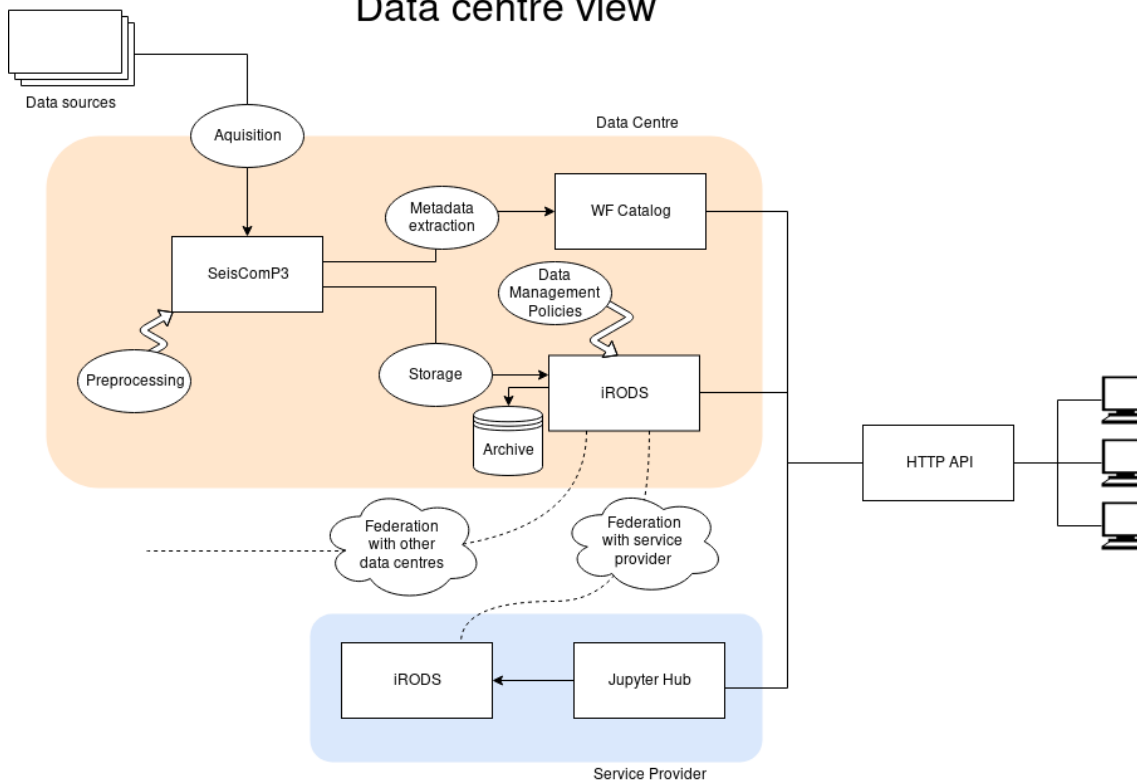 Data centre view
Data sources
Aquisition
Data Centre
Metadata
extraction
WF Catalog
SeisComP3
Data
Management
Policies
Preprocessing
Storage
iRODS
Archive
HTTP API
Federation
with other
data centres
Federation
with service
provider
iRODS
Jupyter Hub
Service Provider